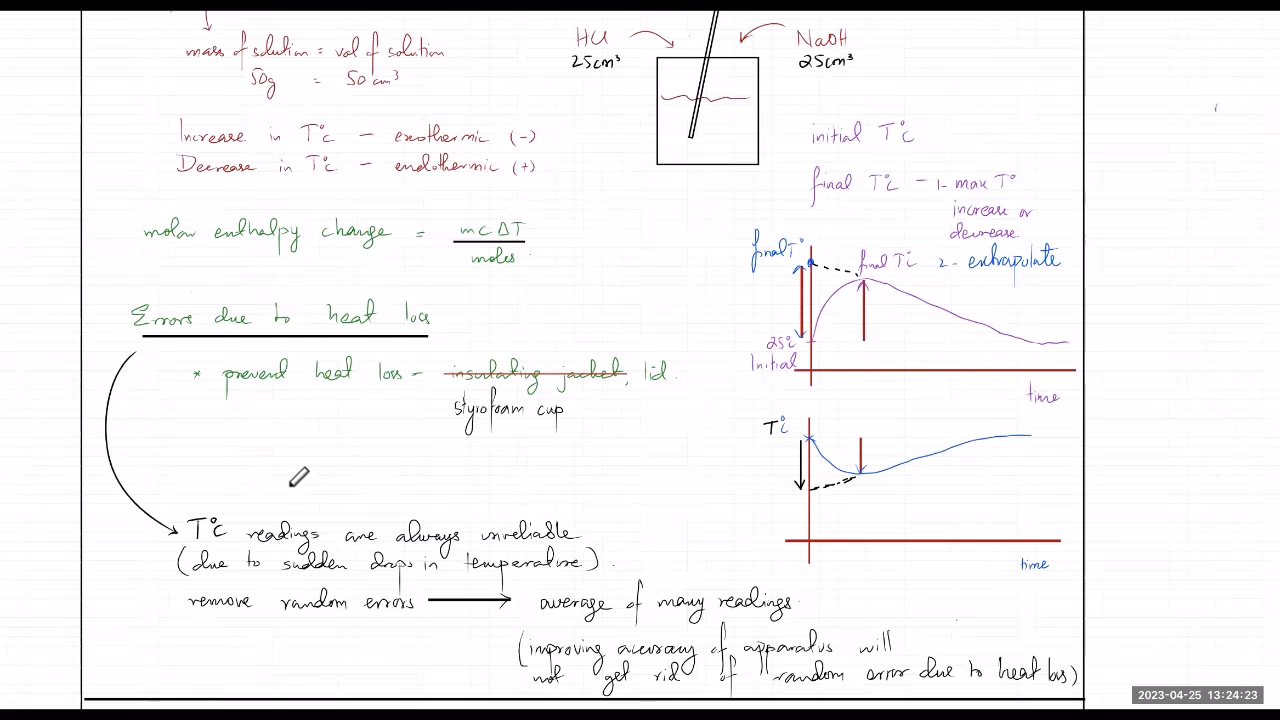 mass of solution = vol of solution
50g = 50 cm³
HCl
25cm³
NaOH
25cm³
Increase in T°C - exothermic (-)
Decrease in T°C - endothermic (+)
initial T°C
final T°C - 1- max T°
increase or
decrease
molar enthalpy change = mcΔT
moles
final T°
final T°C 2- extrapolate
25°C
Initial
time
Errors due to heat loss
* prevent heat loss - insulating jacket, lid.
styrofoam cup
T°C
time
T°C readings are always unreliable
(due to sudden drops in temperature).
remove random errors → average of many readings.
(improving accuracy of apparatus will
not get rid of random error due to heat loss)
2023-04-25 13:24:23